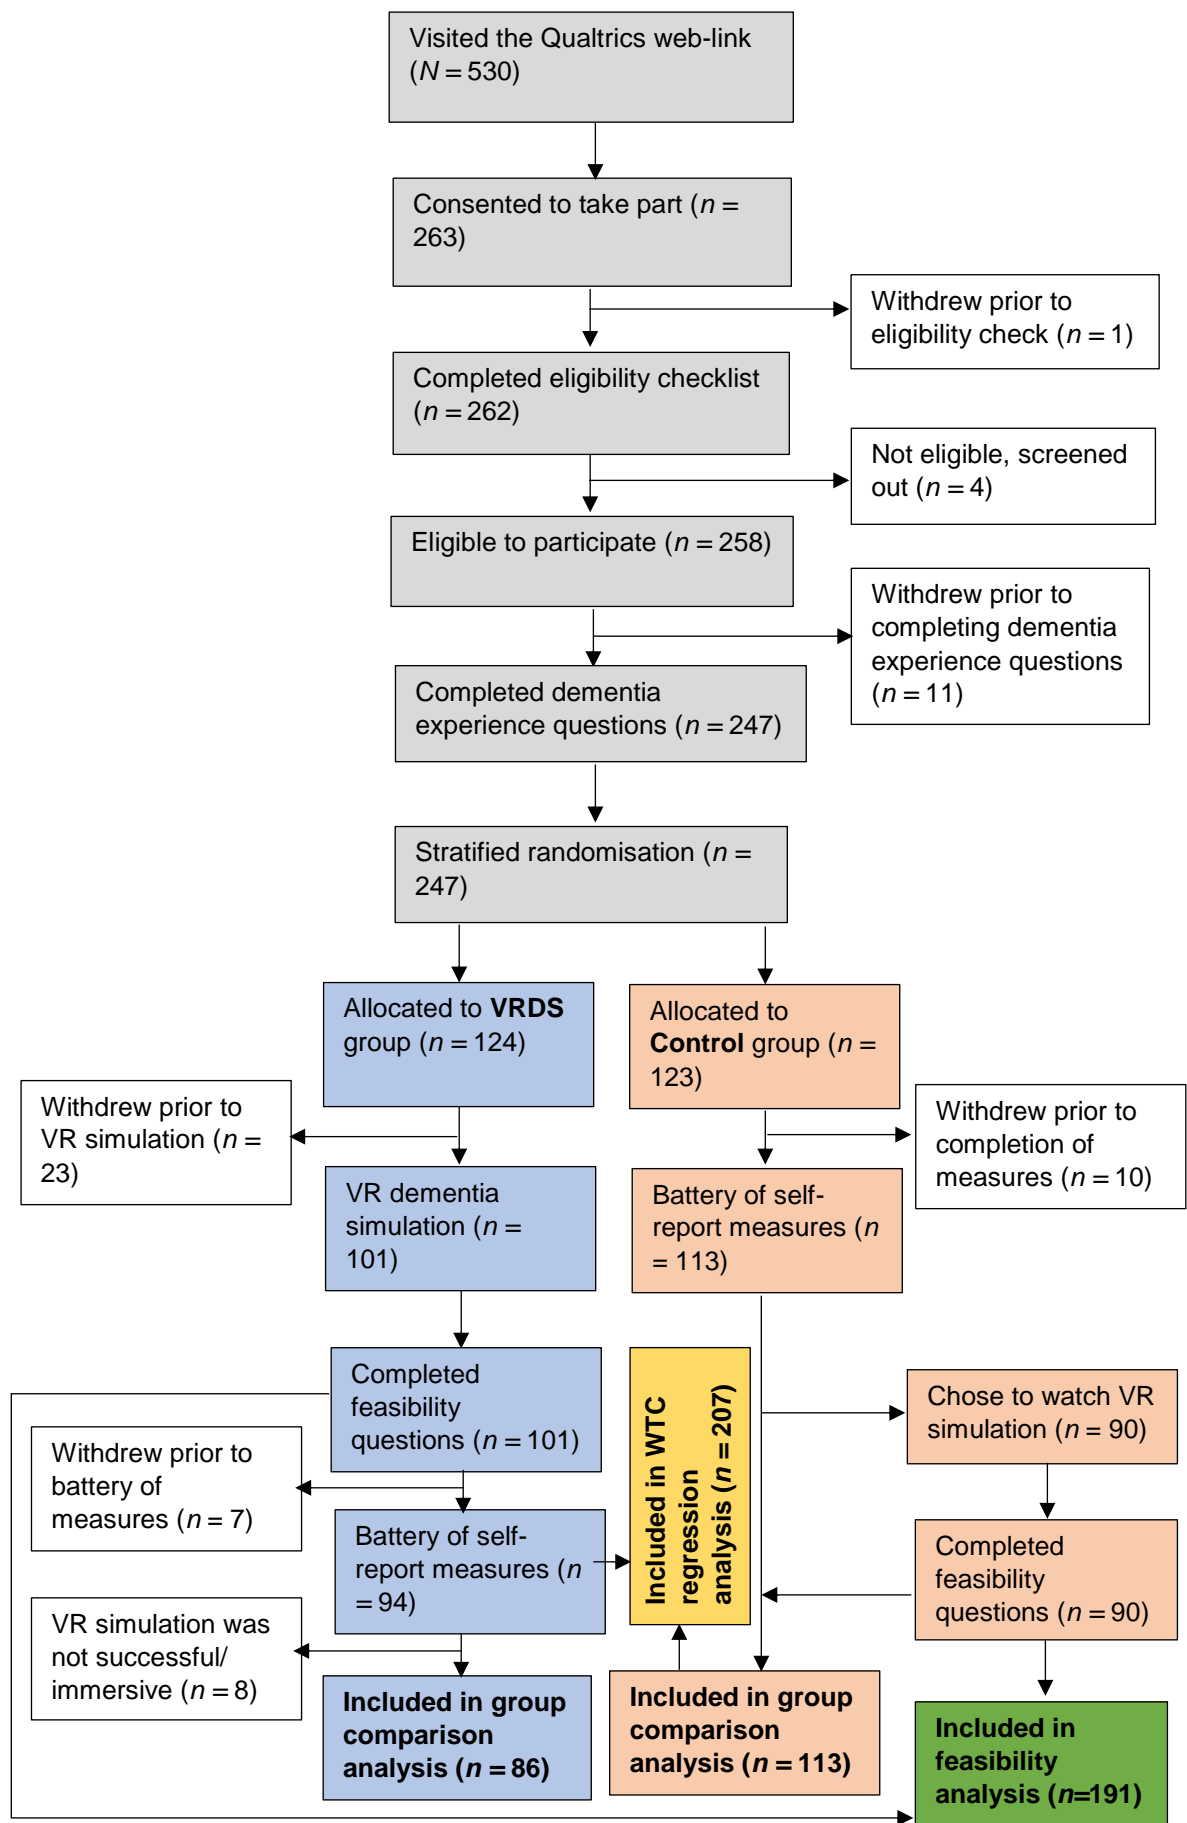 Visited the Qualtrics web-link
(N = 530)
Consented to take part (n =
263)
Withdrew prior to
eligibility check (n = 1)
Completed eligibility checklist
(n = 262)
Not eligible, screened
out (n = 4)
Eligible to participate (n = 258)
Withdrew prior to
completing dementia
experience questions
(n = 11)
Completed dementia
experience questions (n = 247)
Stratified randomisation (n =
247)
Allocated to VRDS
group (n = 124)
Allocated to
Control group (n =
123)
Withdrew prior to
VR simulation (n =
23)
Withdrew prior to
completion of
measures (n = 10)
VR dementia
simulation (n =
101)
Battery of self-
report measures (n
= 113)
Completed
feasibility
questions (n = 101)
Included in WTC
regression
analysis (n = 207)
Chose to watch VR
simulation (n = 90)
Withdrew prior to
battery of
measures (n = 7)
Battery of self-
report measures (n
= 94)
Completed
feasibility
questions (n = 90)
VR simulation was
not successful/
immersive (n = 8)
Included in group
comparison
analysis (n = 86)
Included in group
comparison
analysis (n = 113)
Included in
feasibility
analysis (n=191)